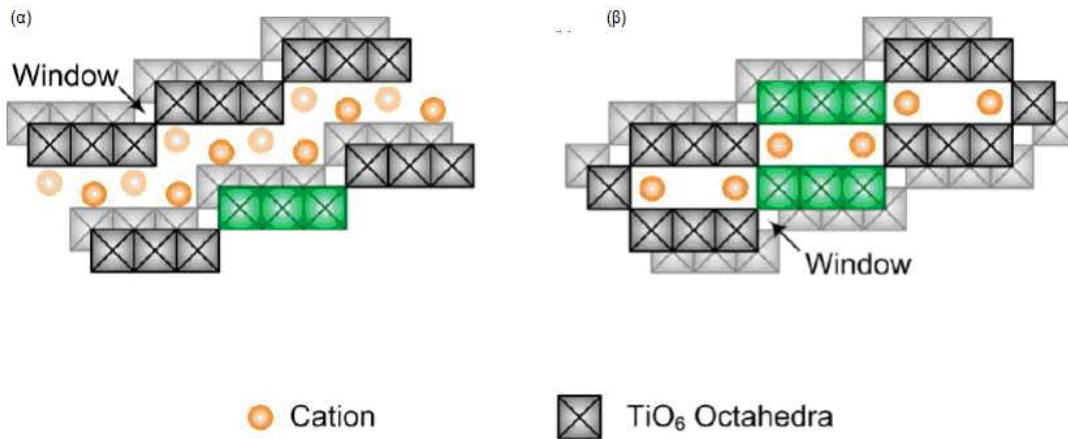 (α)
(β)
Window
Window
Cation
TiO₆ Octahedra